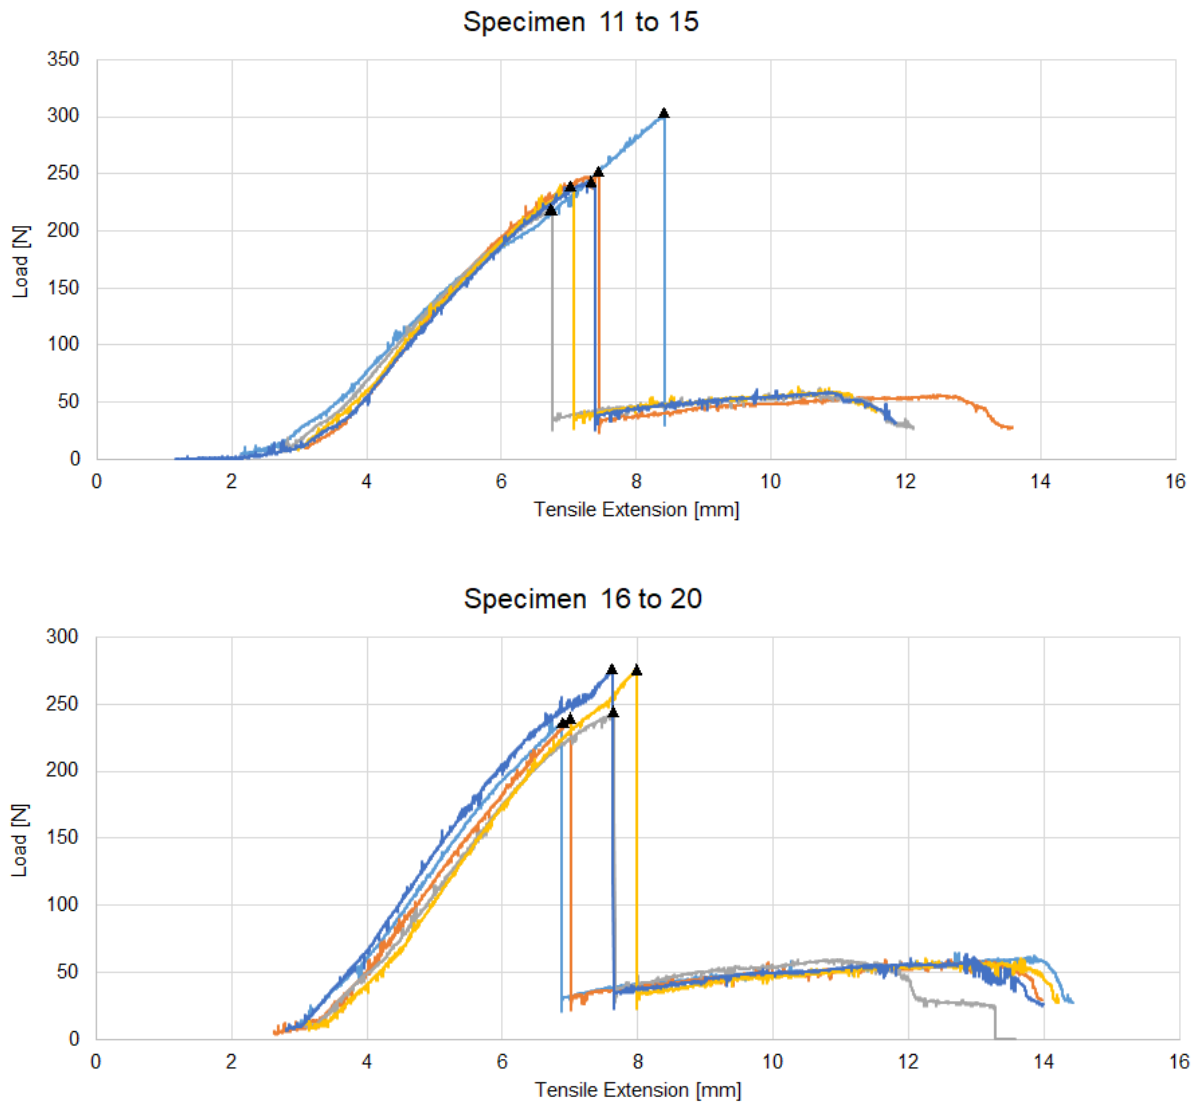 Specimen 11 to 15
350
300
250
200
150
100
50
0
Load [N]
0 2 4 6 8 10 12 14 16
Tensile Extension [mm]
Specimen 16 to 20
300
250
200
150
100
50
0
Load [N]
0 2 4 6 8 10 12 14 16
Tensile Extension [mm]